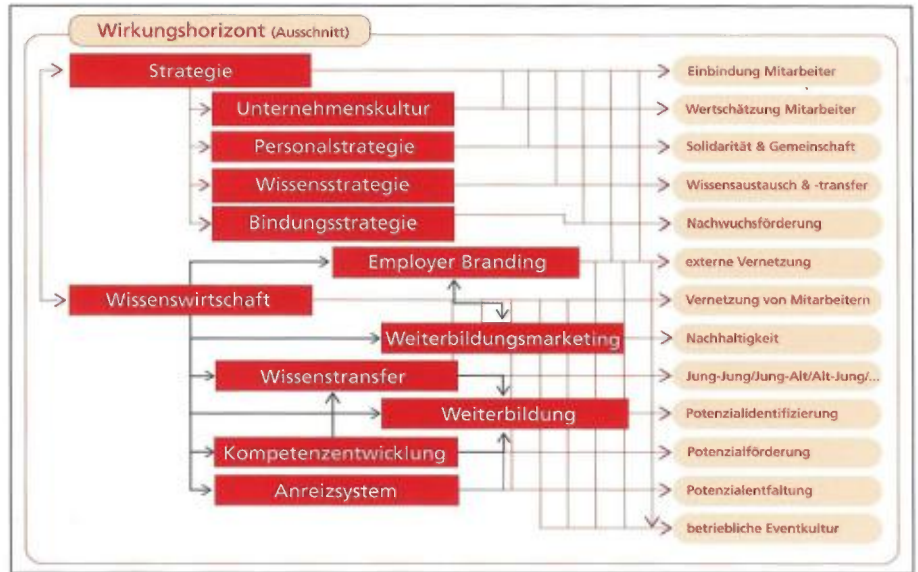 Wirkungshorizont (Ausschnitt)
Strategie
Unternehmenskultur
Personalstrategie
Wissensstrategie
Bindungsstrategie
Employer Branding
Wissenswirtschaft
Weiterbildungsmarketing
Wissenstransfer
Weiterbildung
Kompetenzentwicklung
Anreizsystem
Einbindung Mitarbeiter
Wertschätzung Mitarbeiter
Solidarität & Gemeinschaft
Wissensaustausch & -transfer
Nachwuchsförderung
externe Vernetzung
Vernetzung von Mitarbeitern
Nachhaltigkeit
Jung-Jung/Jung-Alt/Alt-Jung/...
Potenzialidentifizierung
Potenzialförderung
Potenzialentfaltung
betriebliche Eventkultur